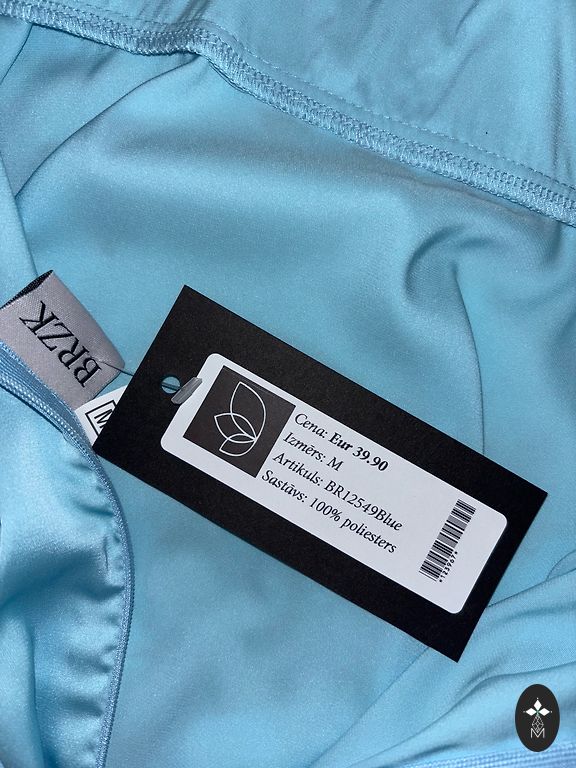 BRZK
M
Cena: Eur 39.90
Izmērs: M
Artikuls: BR12549Blue
Sastāvs: 100% poliesters
M